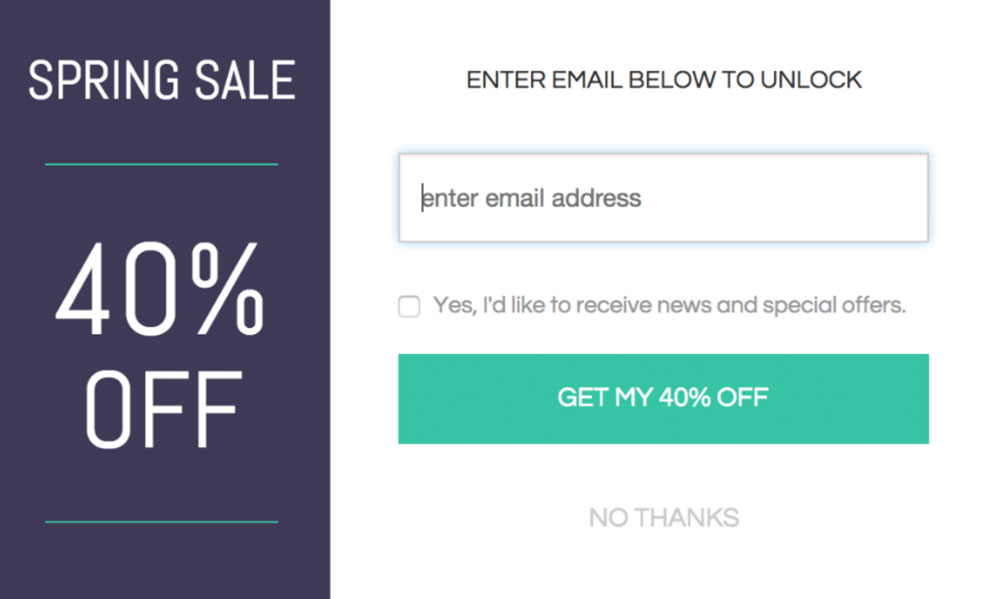 SPRING SALE
40%
OFF
ENTER EMAIL BELOW TO UNLOCK
enter email address
Yes, I'd like to receive news and special offers.
GET MY 40% OFF
NO THANKS